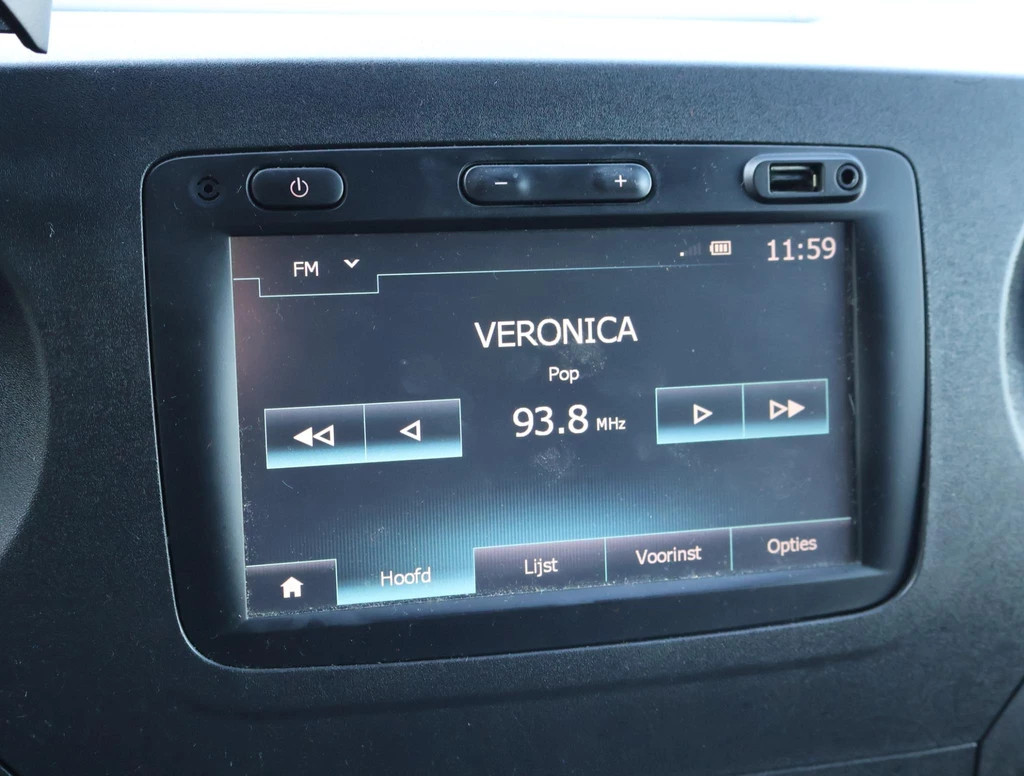 FM
11:59
VERONICA
Pop
93.8 MHz
Hoofd
Lijst
Voorinst
Opties